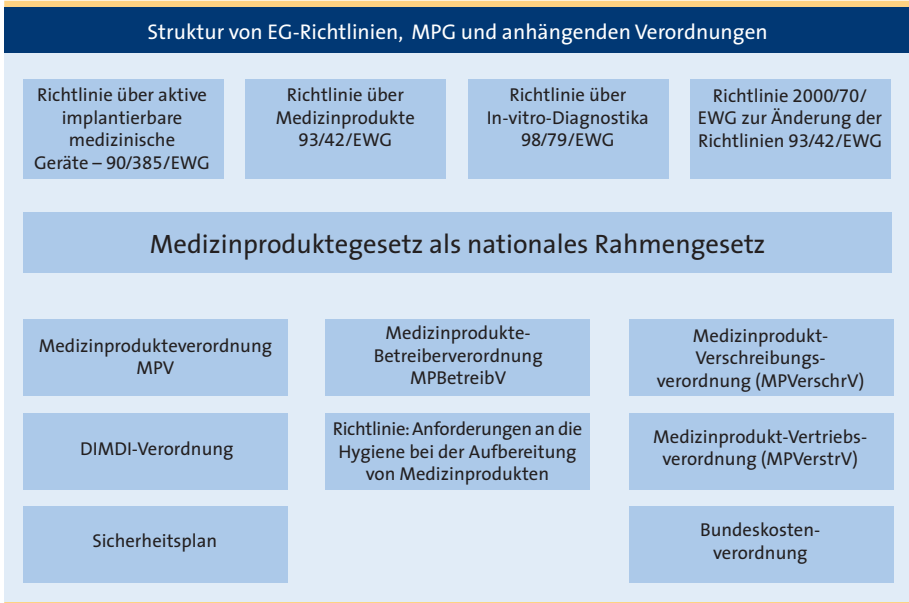 Struktur von EG-Richtlinien, MPG und anhängenden Verordnungen
Richtlinie über aktive
implantierbare
medizinische
Geräte – 90/385/EWG
Richtlinie über
Medizinprodukte
93/42/EWG
Richtlinie über
In-vitro-Diagnostika
98/79/EWG
Richtlinie 2000/70/
EWG zur Änderung der
Richtlinien 93/42/EWG
Medizinproduktegesetz als nationales Rahmengesetz
Medizinprodukteverordnung
MPV
Medizinprodukte-
Betreiberverordnung
MPBetreibV
Medizinprodukt-
Verschreibungs-
verordnung (MPVerschrV)
DIMDI-Verordnung
Richtlinie: Anforderungen an die
Hygiene bei der Aufbereitung
von Medizinprodukten
Medizinprodukt-Vertriebs-
verordnung (MPVerstrV)
Sicherheitsplan
Bundeskosten-
verordnung